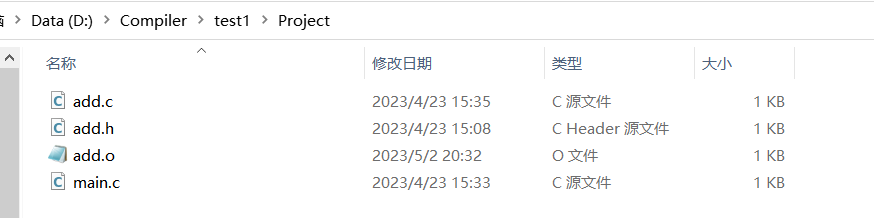 Data (D:) > Compiler > test1 > Project
名称 修改日期 类型 大小
add.c 2023/4/23 15:35 C 源文件 1 KB
add.h 2023/4/23 15:08 C Header 源文件 1 KB
add.o 2023/5/2 20:32 O 文件 1 KB
main.c 2023/4/23 15:33 C 源文件 1 KB